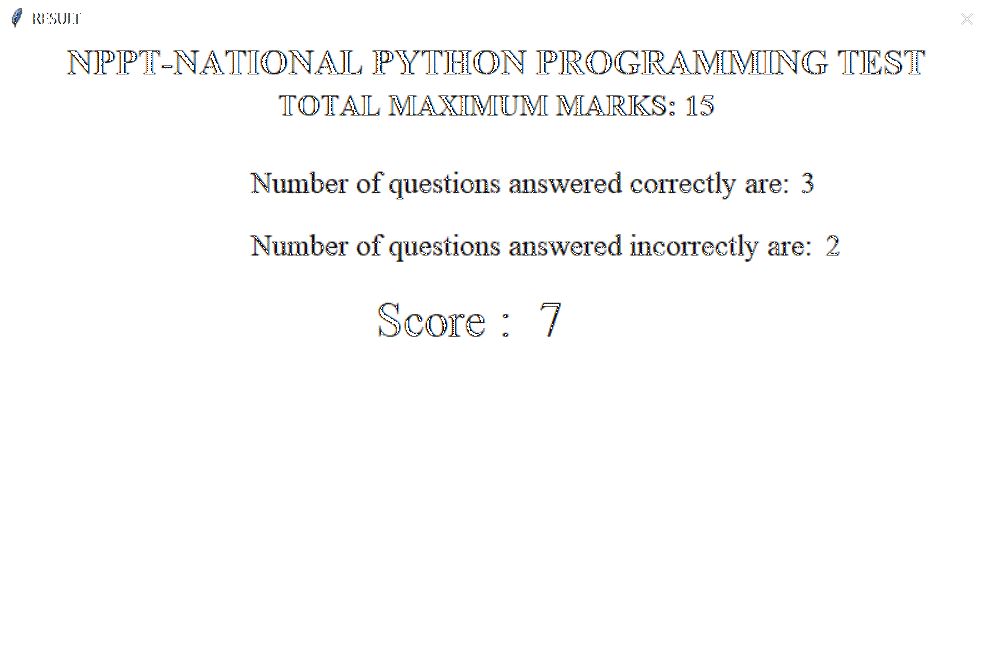 RESULT
NPPT-NATIONAL PYTHON PROGRAMMING TEST
TOTAL MAXIMUM MARKS: 15
Number of questions answered correctly are: 3
Number of questions answered incorrectly are: 2
Score : 7